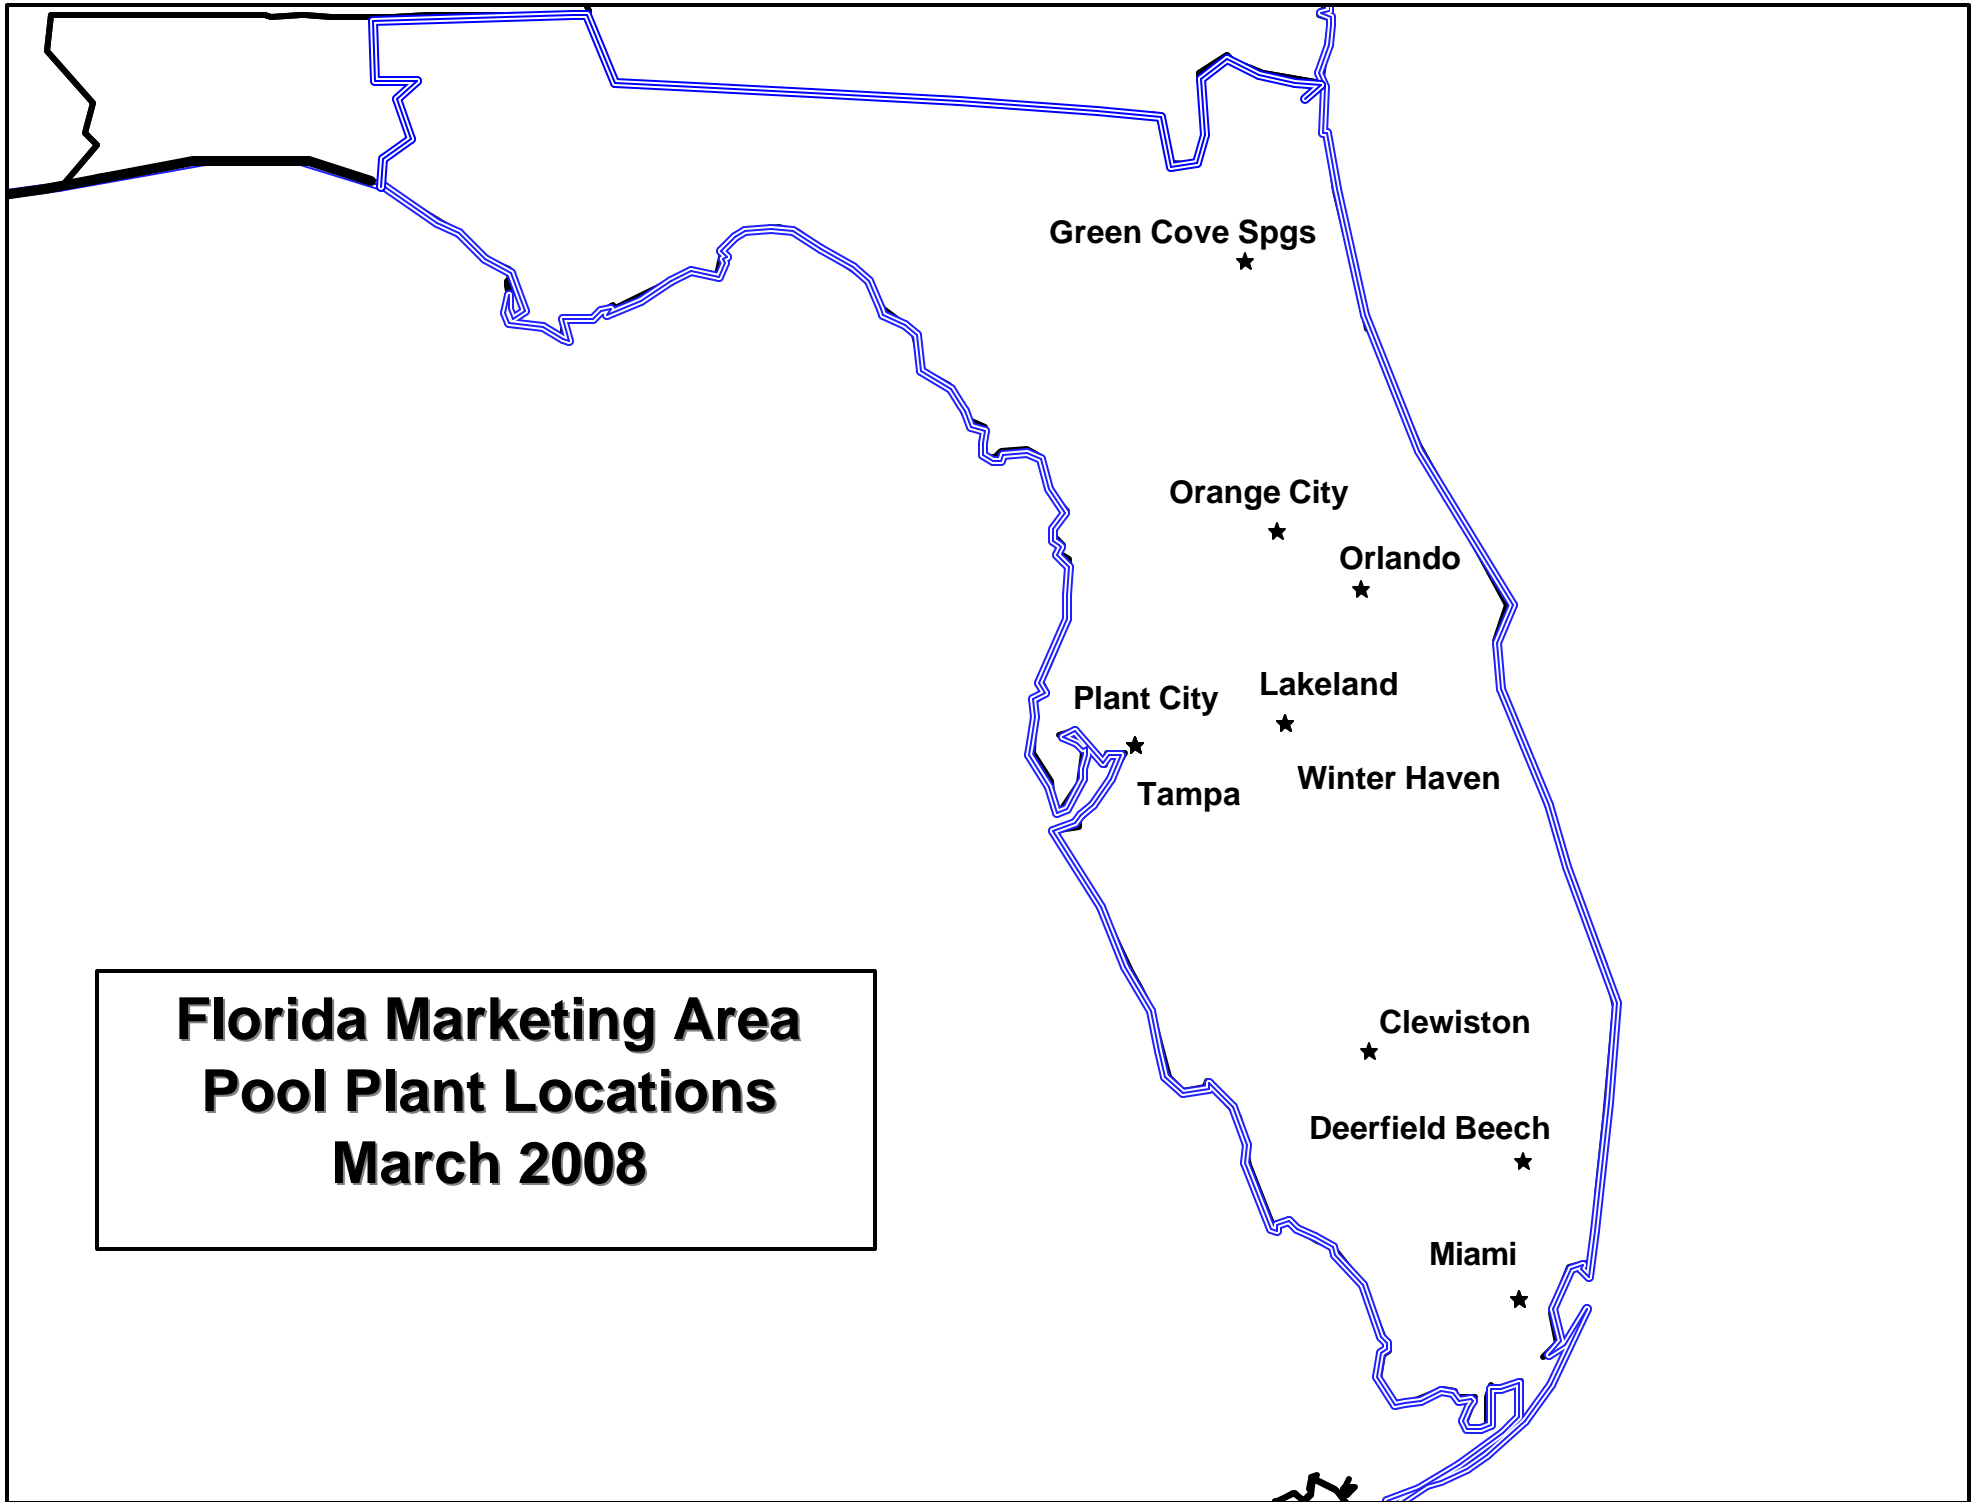 Green Cove Spgs
Orange City
Orlando
Lakeland
Plant City
Winter Haven
Tampa
Florida Marketing Area
Pool Plant Locations
March 2008
Clewiston
Deerfield Beech
Miami